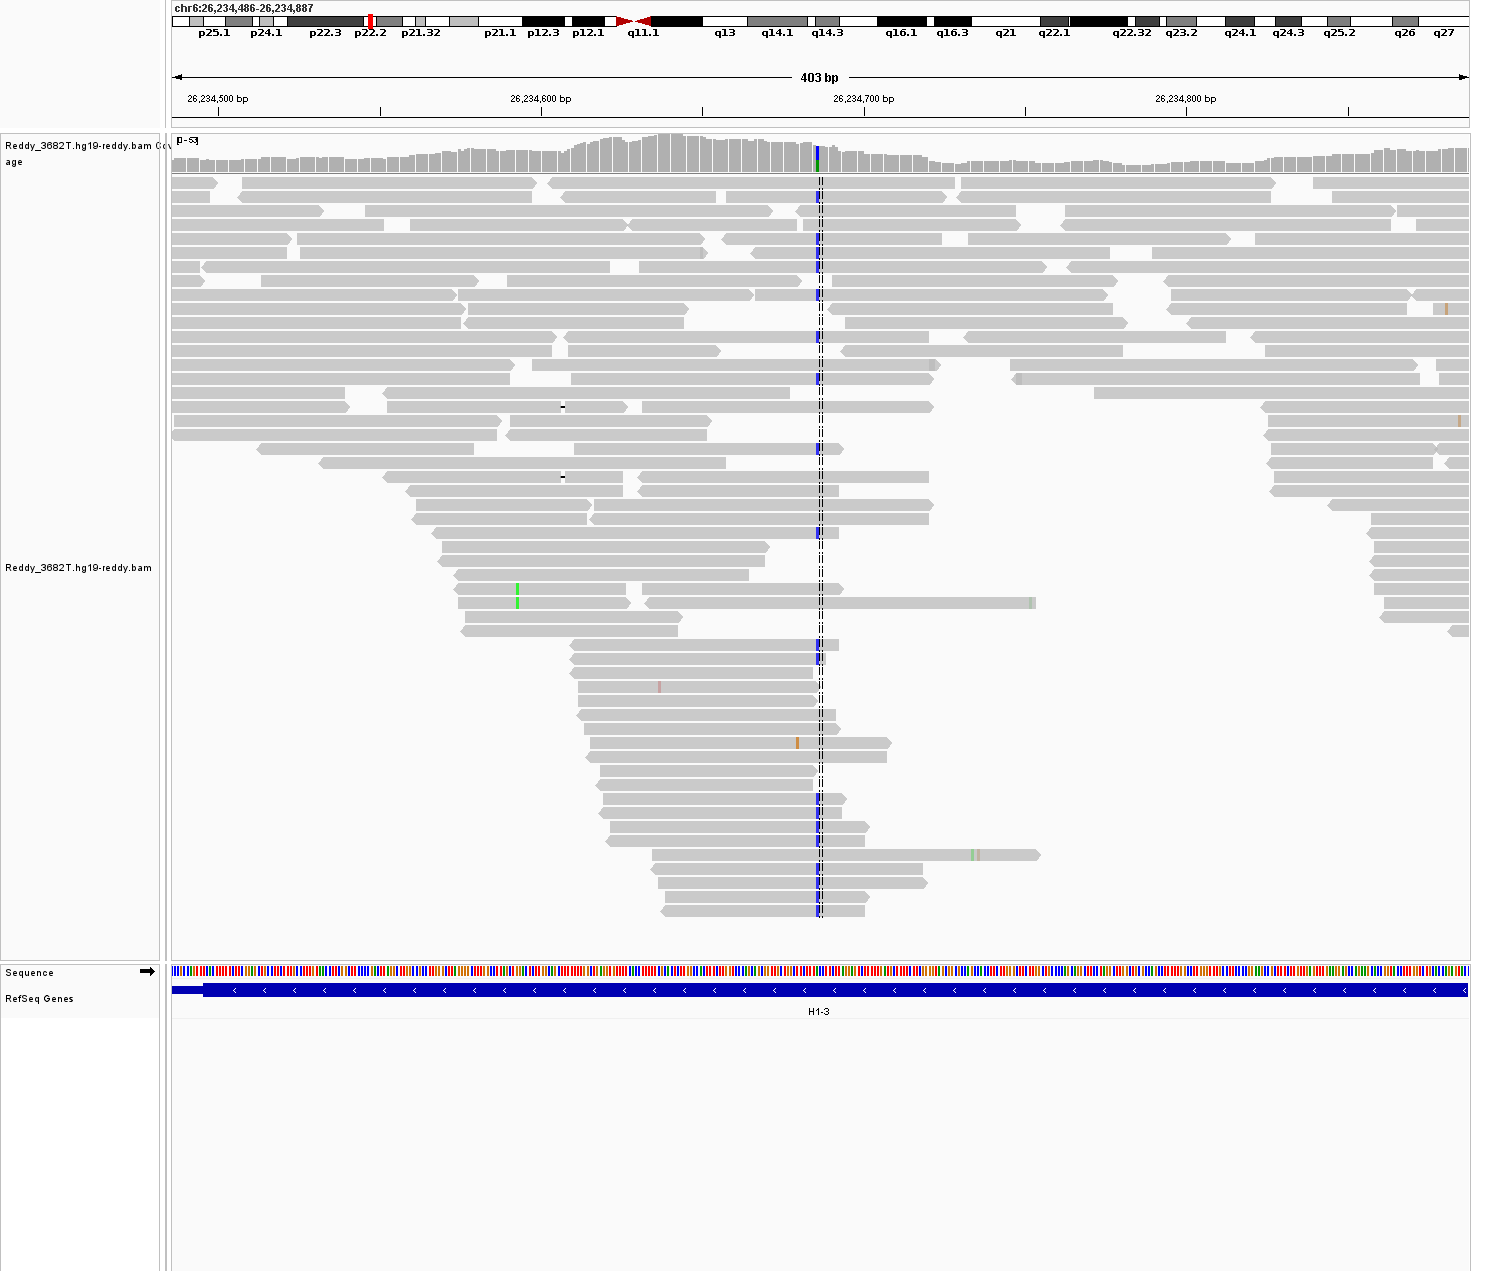 chr6:26,234,486-26,234,887
p25.1 p24.1 p22.3 p22.2 p21.32 p21.1 p12.3 p12.1 q11.1 q13 q14.1 q14.3 q16.1 q16.3 q21 q22.1 q22.32 q23.2 q24.1 q24.3 q25.2 q26 q27
403 bp
26,234,500 bp 26,234,600 bp 26,234,700 bp 26,234,800 bp
[0-53]
Reddy_3682T.hg19-reddy.bam Cov
age
Reddy_3682T.hg19-reddy.bam
Sequence
RefSeq Genes
H1-3